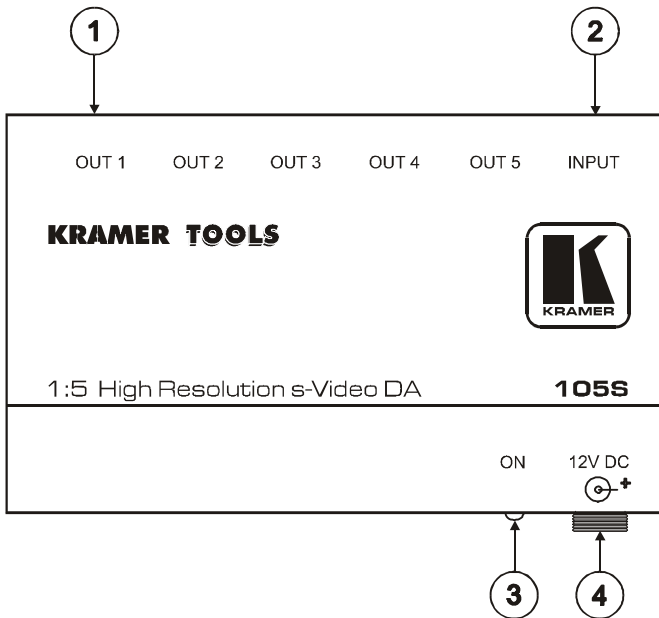 1 2
OUT 1 OUT 2 OUT 3 OUT 4 OUT 5 INPUT
KRAMER TOOLS
K
KRAMER
1:5 High Resolution s-Video DA 105S
ON 12V DC
+
3 4